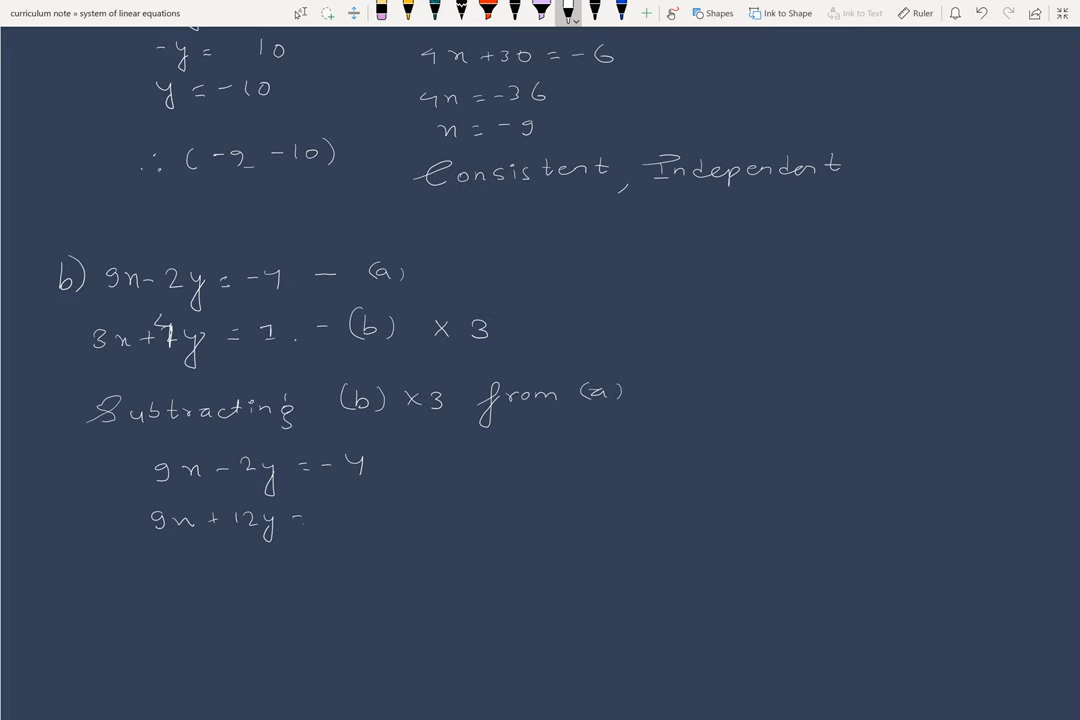 curriculum note » system of linear equations
Shapes Ink to Shape Ink to Text Ruler
-y = 10
y = -10
∴ (-9 -10)
4x +30 = -6
4x = -36
x = -9
Consistent, Independent
b) 9x - 2y = -4 — (a)
3x + 4y = 1. - (b) × 3
Subtracting (b) ×3 from (a)
9x - 2y = - 4
9x + 12y =